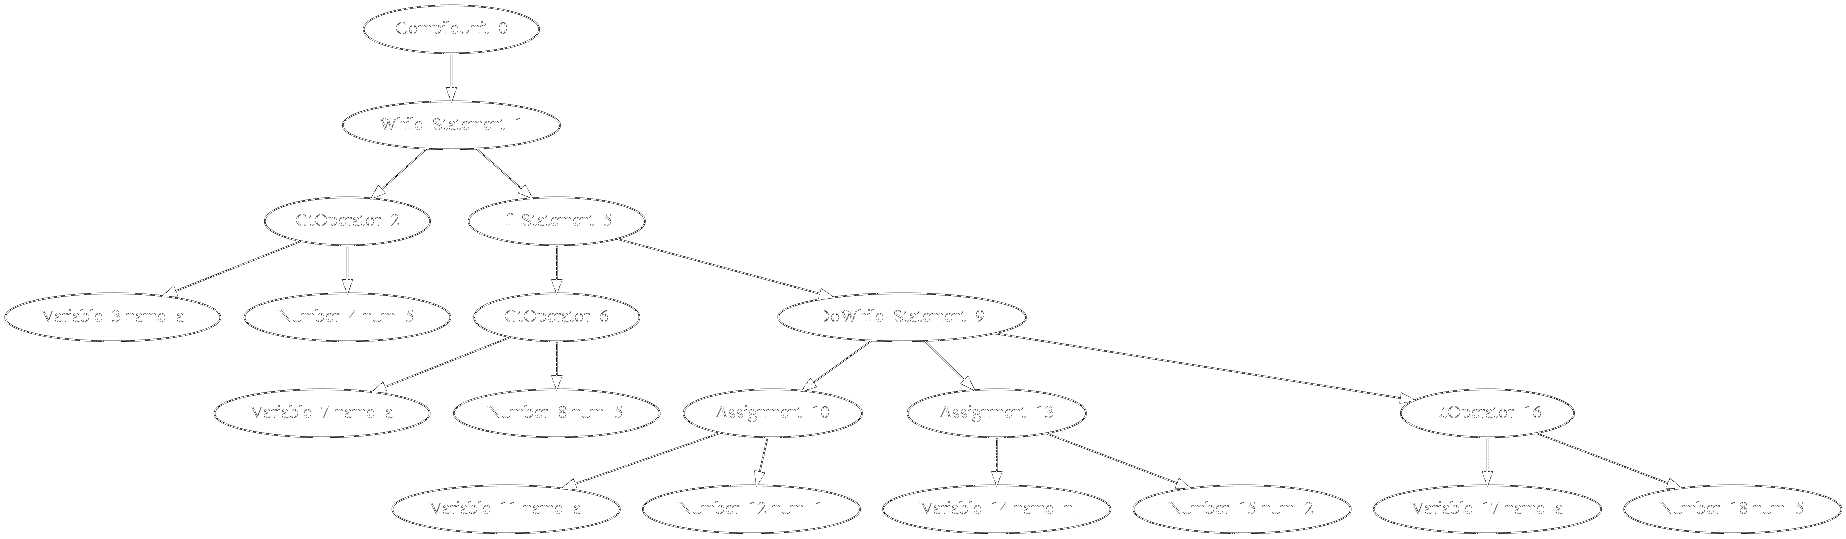 CompileUnit 0
While Statement 1
GtOperator 2
If Statement 5
Variable 3 name a
Number 4 num 5
GtOperator 6
DoWhile Statement 9
Variable 7 name a
Number 8 num 5
Assignment 10
Assignment 13
LtOperator 16
Variable 11 name a
Number 12 num 1
Variable 14 name
Number 15 num 2
Variable 17 name a
Number 18 num 5